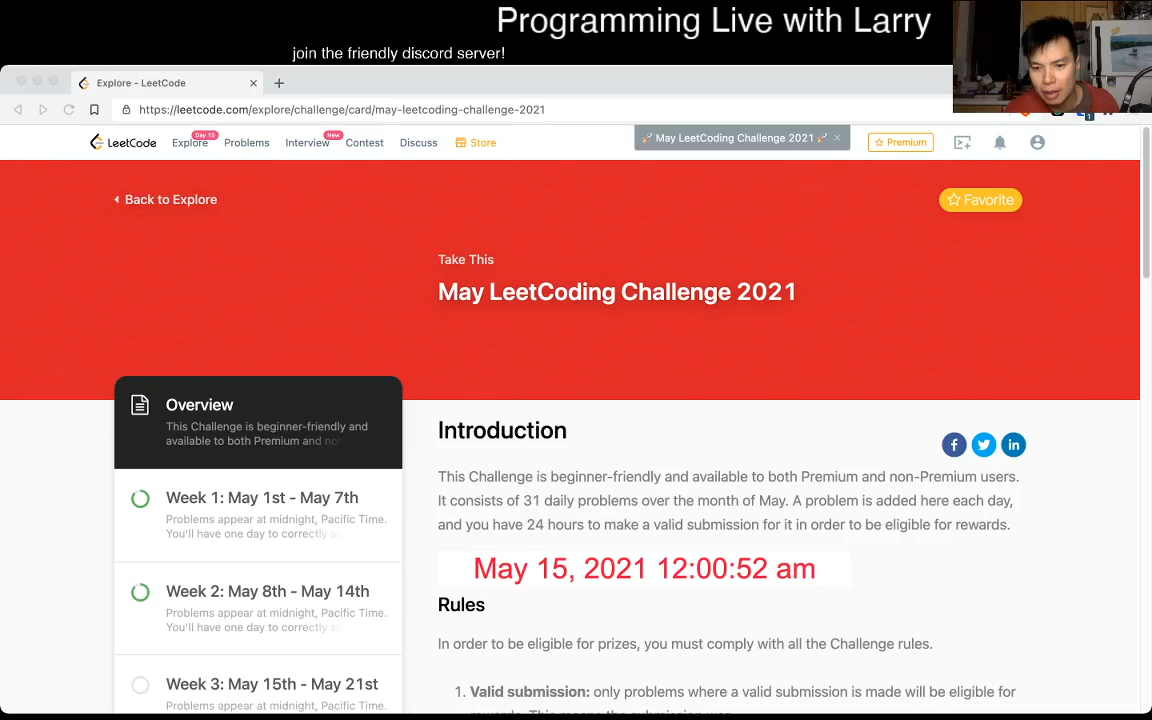 Programming Live with Larry
join the friendly discord server!
Explore - LeetCode
https://leetcode.com/explore/challenge/card/may-leetcoding-challenge-2021
LeetCode
Explore
Day 15
Problems
Interview
New
Contest
Discuss
Store
May LeetCoding Challenge 2021
Premium
Back to Explore
Favorite
Take This
May LeetCoding Challenge 2021
Overview
This Challenge is beginner-friendly and
available to both Premium and non
Introduction
This Challenge is beginner-friendly and available to both Premium and non-Premium users.
It consists of 31 daily problems over the month of May. A problem is added here each day,
and you have 24 hours to make a valid submission for it in order to be eligible for rewards.
Week 1: May 1st - May 7th
Problems appear at midnight, Pacific Time.
You'll have one day to correctly
May 15, 2021 12:00:52 am
Week 2: May 8th - May 14th
Problems appear at midnight, Pacific Time.
You'll have one day to correctly
Rules
In order to be eligible for prizes, you must comply with all the Challenge rules.
Week 3: May 15th - May 21st
Problems appear at midnight, Pacific Time.
1. Valid submission: only problems where a valid submission is made will be eligible for